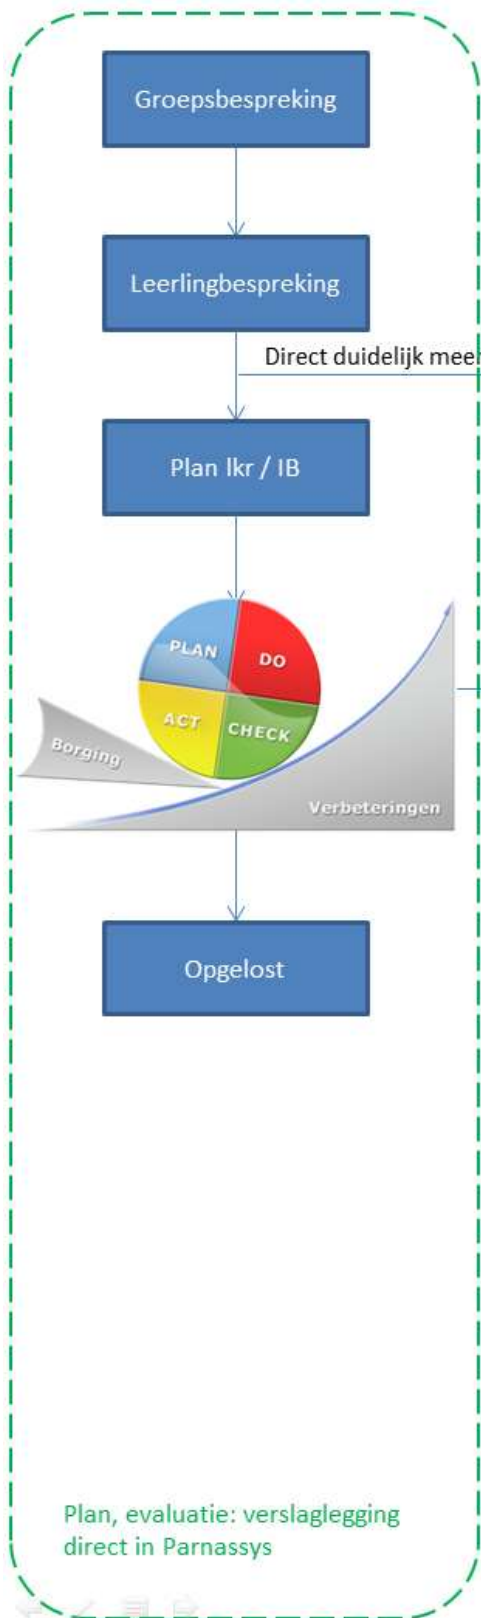 Groepsbespreking
Leerlingbespreking
Direct duidelijk meer
Plan lkr / IB
PLAN
DO
ACT
CHECK
Borging
Verbeteringen
Opgelost
Plan, evaluatie: verslaglegging
direct in Parnassys